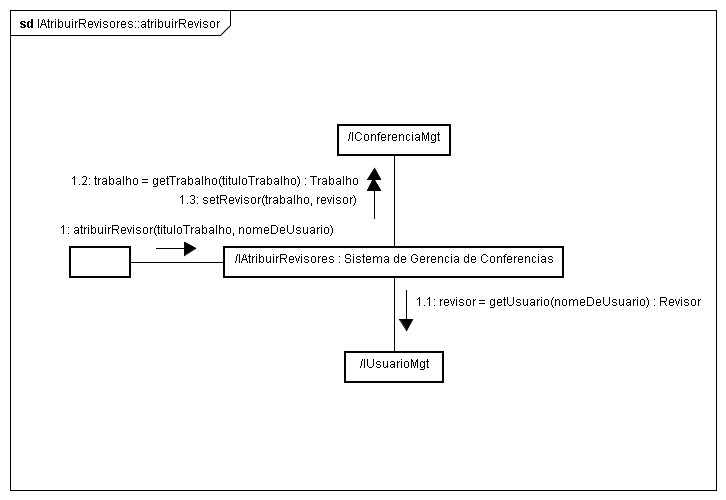 sd IAtribuirRevisores::atribuirRevisor
/IConferenciaMgt
1.2: trabalho = getTrabalho(tituloTrabalho) : Trabalho
1.3: setRevisor(trabalho, revisor)
1: atribuirRevisor(tituloTrabalho, nomeDeUsuario)
/IAtribuirRevisores : Sistema de Gerencia de Conferencias
1.1: revisor = getUsuario(nomeDeUsuario) : Revisor
/IUsuarioMgt